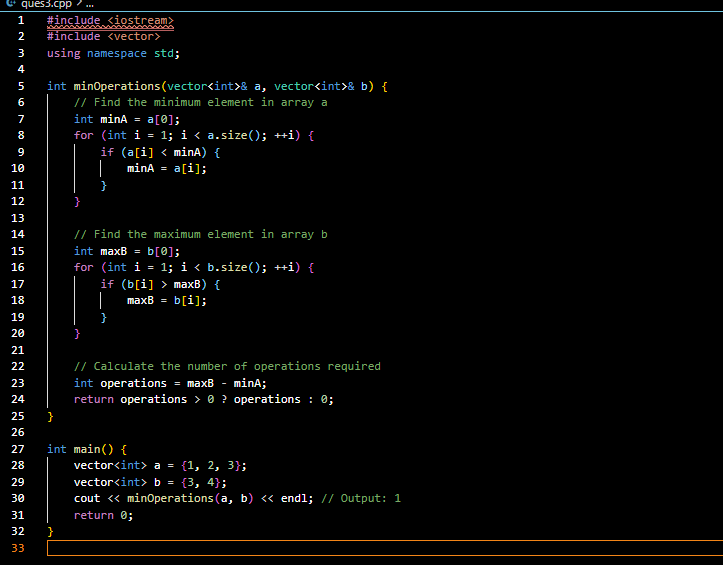 ques3.cpp > ...
1 #include <iostream>
2 #include <vector>
3 using namespace std;
4
5 int minOperations(vector<int>& a, vector<int>& b) {
6     // Find the minimum element in array a
7     int minA = a[0];
8     for (int i = 1; i < a.size(); ++i) {
9         if (a[i] < minA) {
10             minA = a[i];
11         }
12     }
13
14     // Find the maximum element in array b
15     int maxB = b[0];
16     for (int i = 1; i < b.size(); ++i) {
17         if (b[i] > maxB) {
18             maxB = b[i];
19         }
20     }
21
22     // Calculate the number of operations required
23     int operations = maxB - minA;
24     return operations > 0 ? operations : 0;
25 }
26
27 int main() {
28     vector<int> a = {1, 2, 3};
29     vector<int> b = {3, 4};
30     cout << minOperations(a, b) << endl; // Output: 1
31     return 0;
32 }
33